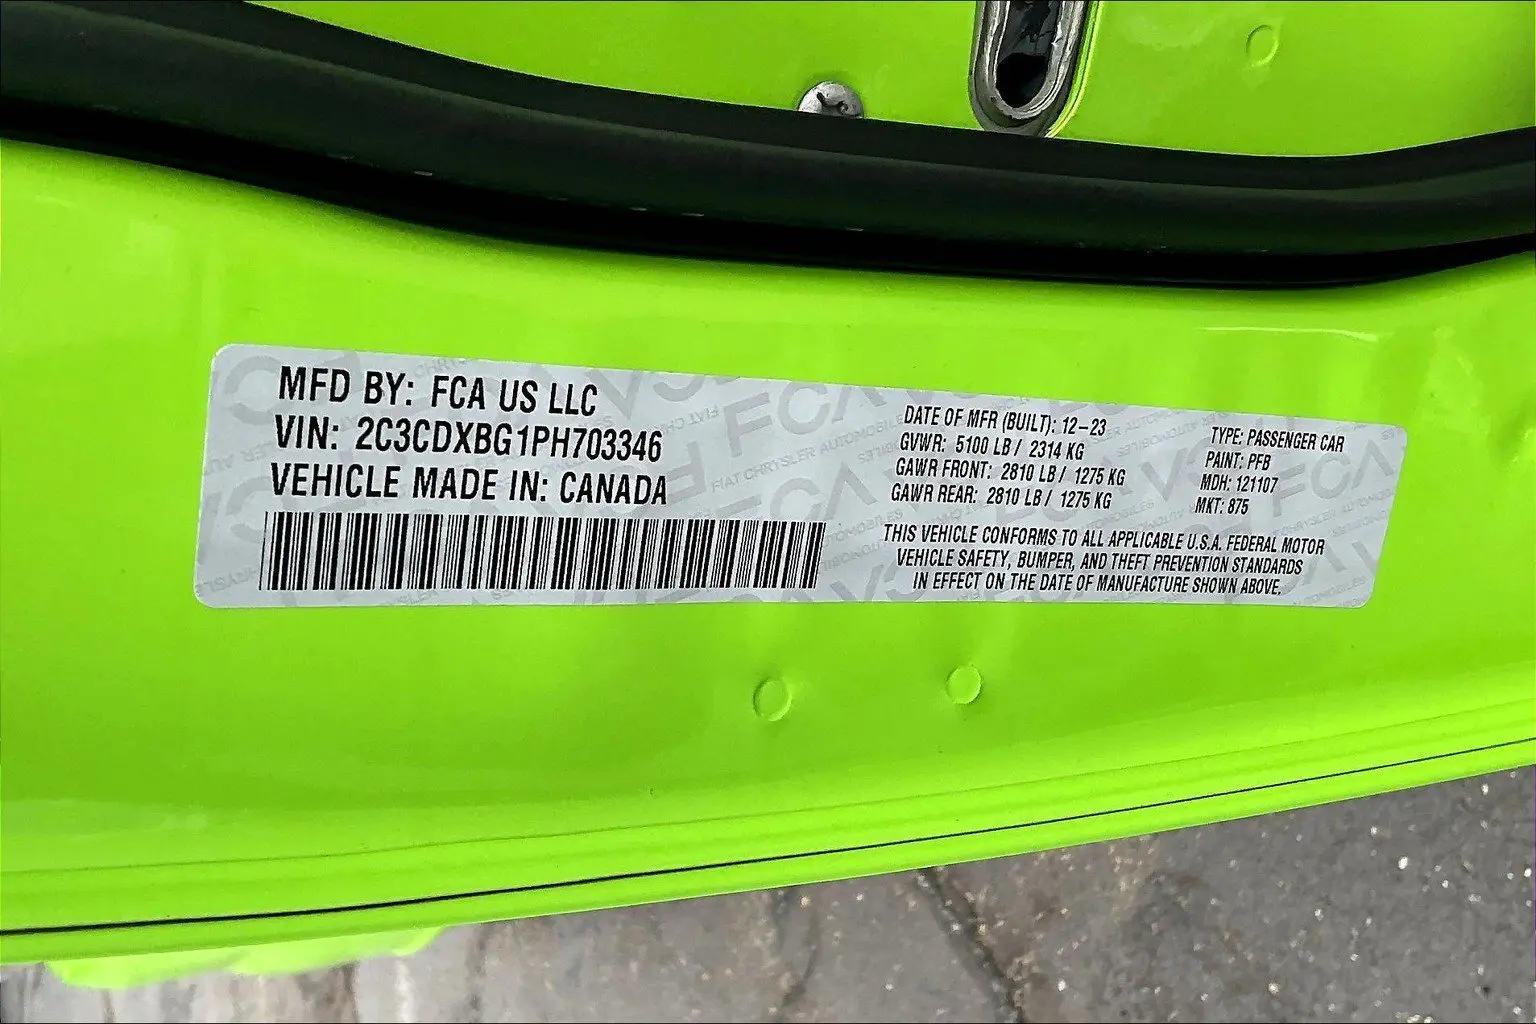 MFD BY: FCA US LLC
VIN: 2C3CDXBG1PH703346
VEHICLE MADE IN: CANADA
DATE OF MFR (BUILT): 12-23
GVWR: 5100 LB / 2314 KG
GAWR FRONT: 2810 LB / 1275 KG
GAWR REAR: 2810 LB / 1275 KG
TYPE: PASSENGER CAR
PAINT: PFB
MDH: 121107
MKT: 875
THIS VEHICLE CONFORMS TO ALL APPLICABLE U.S.A. FEDERAL MOTOR
VEHICLE SAFETY, BUMPER, AND THEFT PREVENTION STANDARDS
IN EFFECT ON THE DATE OF MANUFACTURE SHOWN ABOVE.